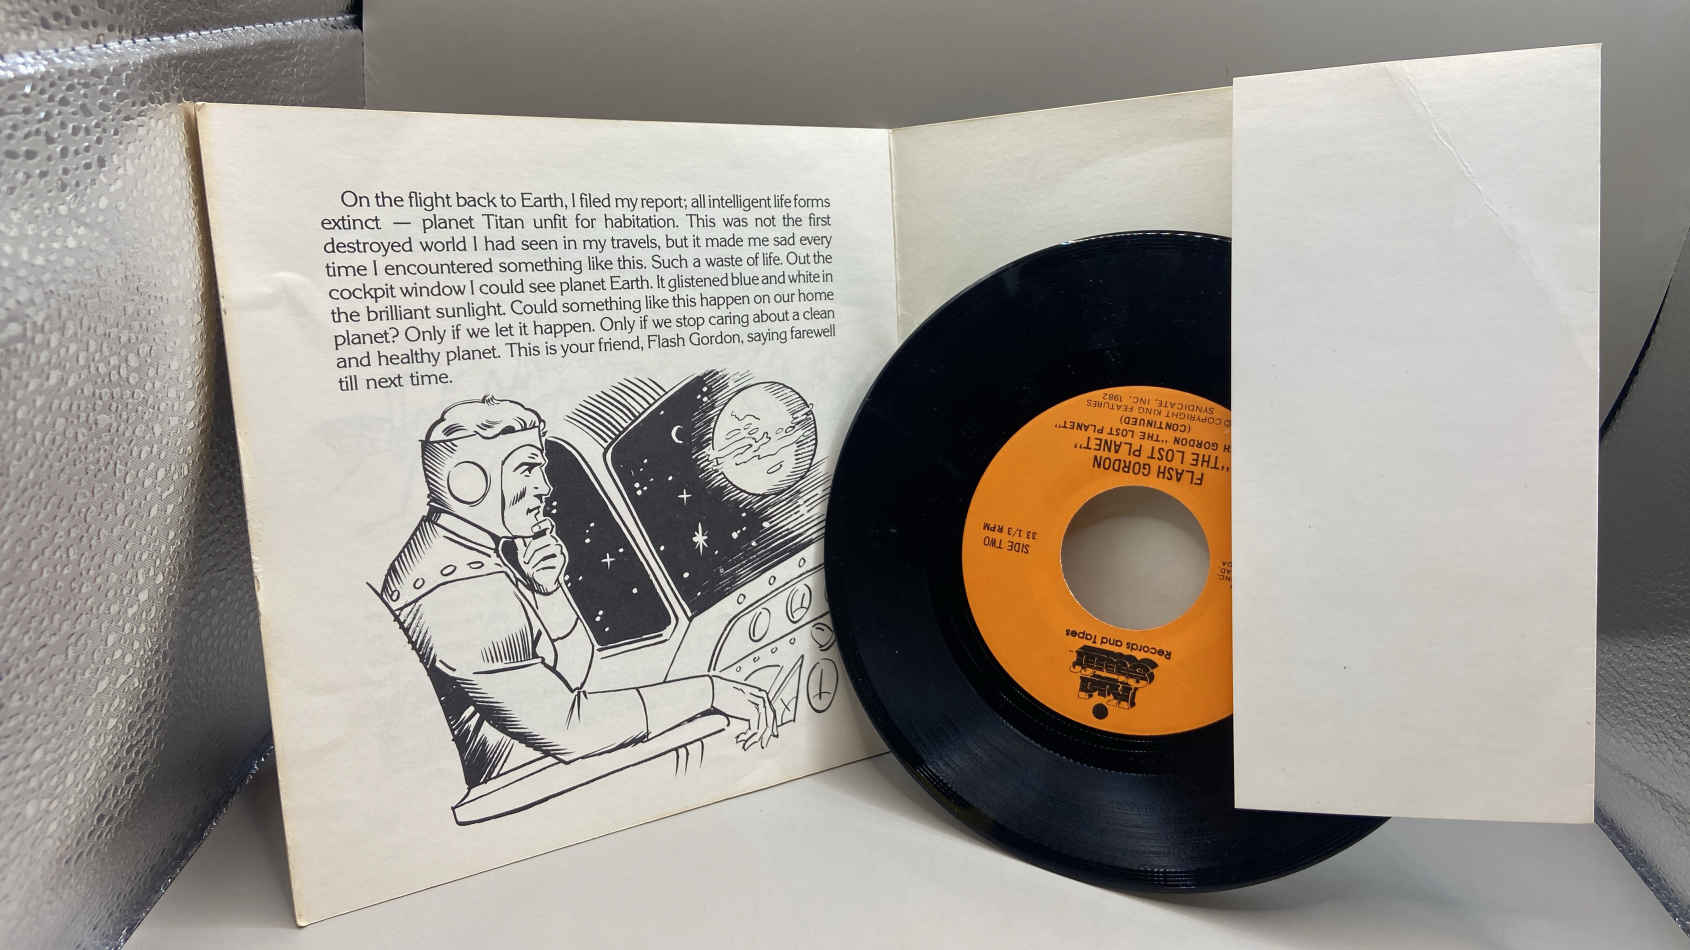 On the flight back to Earth, I filed my report; all intelligent life forms
extinct — planet Titan unfit for habitation. This was not the first
destroyed world I had seen in my travels, but it made me sad every
time I encountered something like this. Such a waste of life. Out the
cockpit window I could see planet Earth. It glistened blue and white in
the brilliant sunlight. Could something like this happen on our home
planet? Only if we let it happen. Only if we stop caring about a clean
and healthy planet. This is your friend, Flash Gordon, saying farewell
till next time.
Records and Tapes
SIDE TWO
33 1/3 RPM
FLASH GORDON
"THE LOST PLANET"
GORDON "THE LOST PLANET"
(CONTINUED)
© COPYRIGHT KING FEATURES
SYNDICATE, INC. 1982